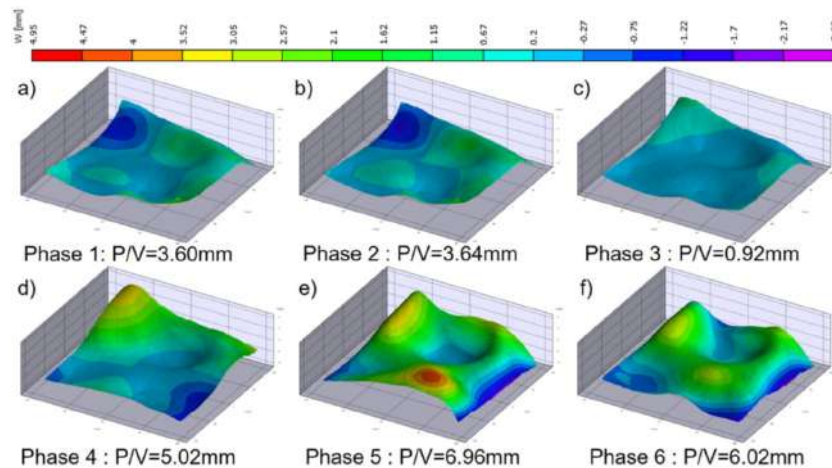 W [mm]
4.95 4.47 4 3.52 3.05 2.57 2.1 1.62 1.15 0.67 0.2 -0.27 -0.75 -1.22 -1.7 -2.17
a) b) c)
Phase 1: P/V=3.60mm Phase 2 : P/V=3.64mm Phase 3 : P/V=0.92mm
d) e) f)
Phase 4 : P/V=5.02mm Phase 5 : P/V=6.96mm Phase 6 : P/V=6.02mm